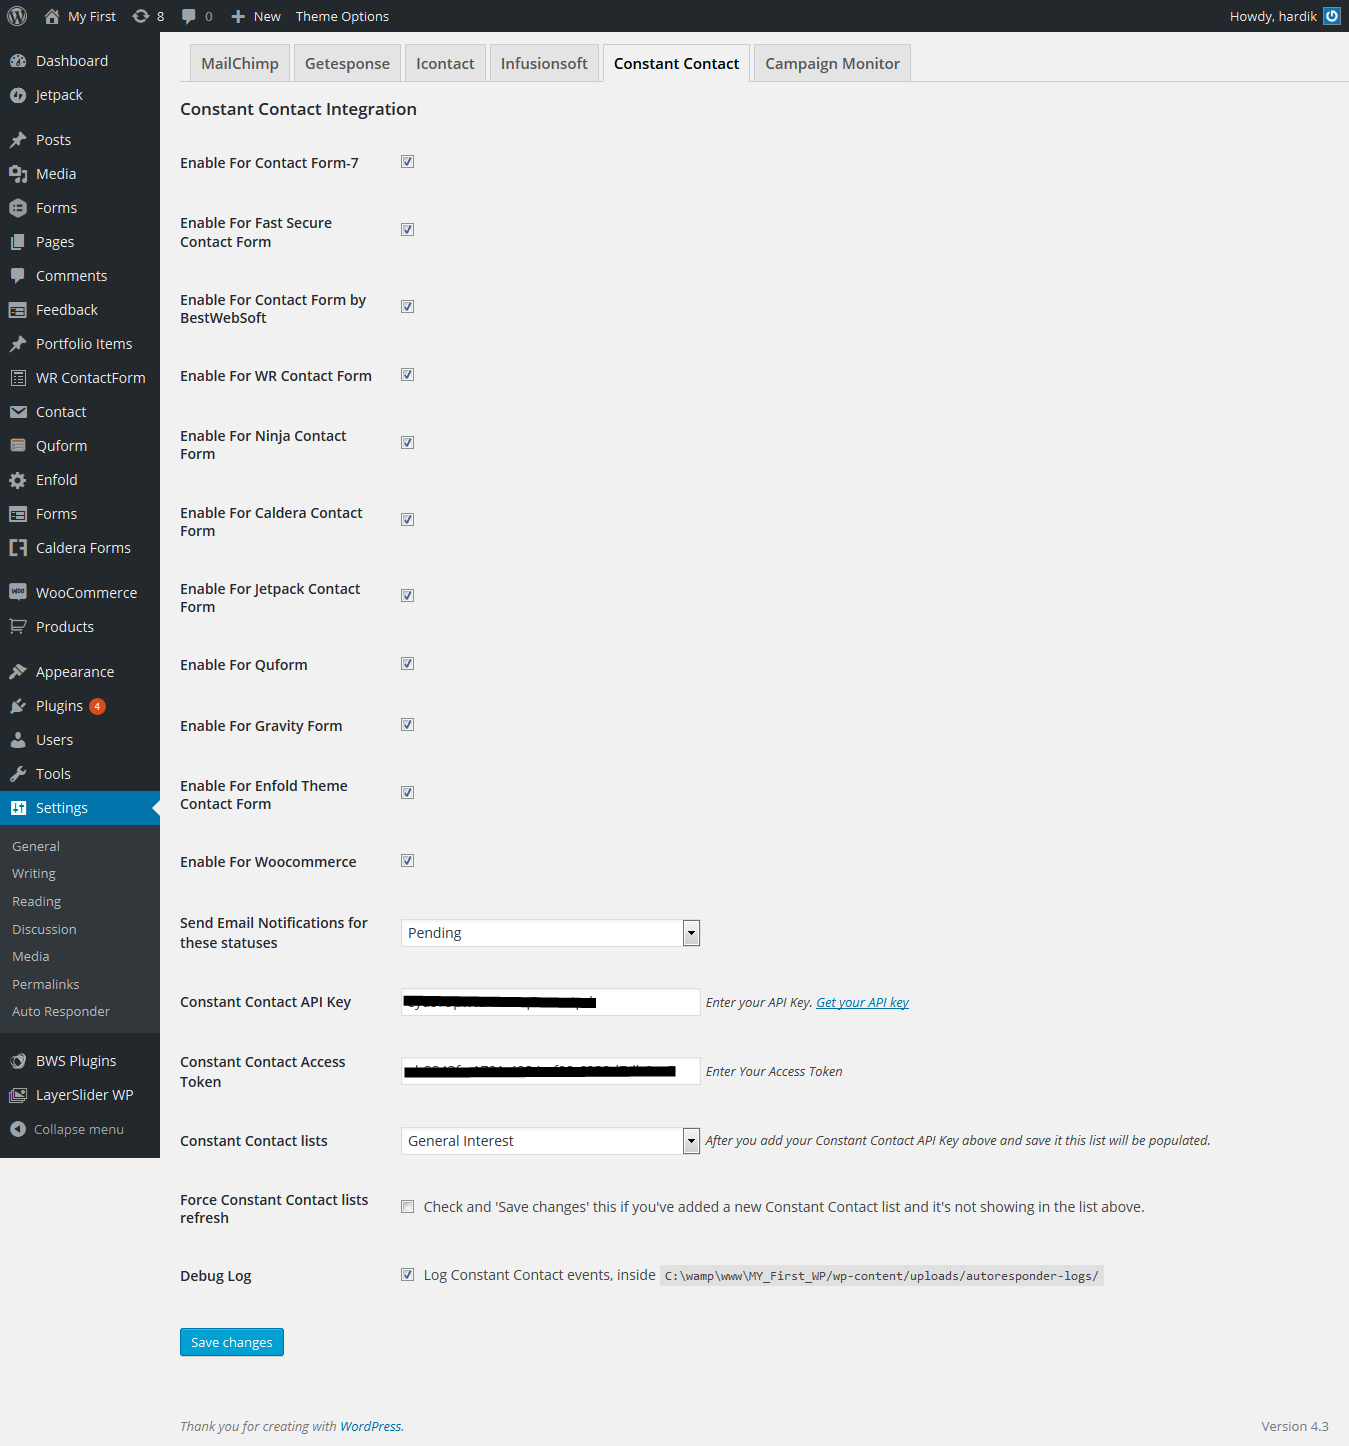 My First 8 0 New Theme Options Howdy, hardik
Dashboard
Jetpack
Posts
Media
Forms
Pages
Comments
Feedback
Portfolio Items
WR ContactForm
Contact
Quform
Enfold
Forms
Caldera Forms
WooCommerce
Products
Appearance
Plugins 4
Users
Tools
Settings
General
Writing
Reading
Discussion
Media
Permalinks
Auto Responder
BWS Plugins
LayerSlider WP
Collapse menu
MailChimp Getesponse Icontact Infusionsoft Constant Contact Campaign Monitor
Constant Contact Integration
Enable For Contact Form-7
Enable For Fast Secure
Contact Form
Enable For Contact Form by
BestWebSoft
Enable For WR Contact Form
Enable For Ninja Contact
Form
Enable For Caldera Contact
Form
Enable For Jetpack Contact
Form
Enable For Quform
Enable For Gravity Form
Enable For Enfold Theme
Contact Form
Enable For Woocommerce
Send Email Notifications for
these statuses
Pending
Constant Contact API Key
Enter your API Key. Get your API key
Constant Contact Access
Token
Enter Your Access Token
Constant Contact lists
General Interest
After you add your Constant Contact API Key above and save it this list will be populated.
Force Constant Contact lists
refresh
Check and 'Save changes' this if you've added a new Constant Contact list and it's not showing in the list above.
Debug Log
Log Constant Contact events, inside C:\wamp\www\MY_First_WP/wp-content/uploads/autoresponder-logs/
Save changes
Thank you for creating with WordPress.
Version 4.3